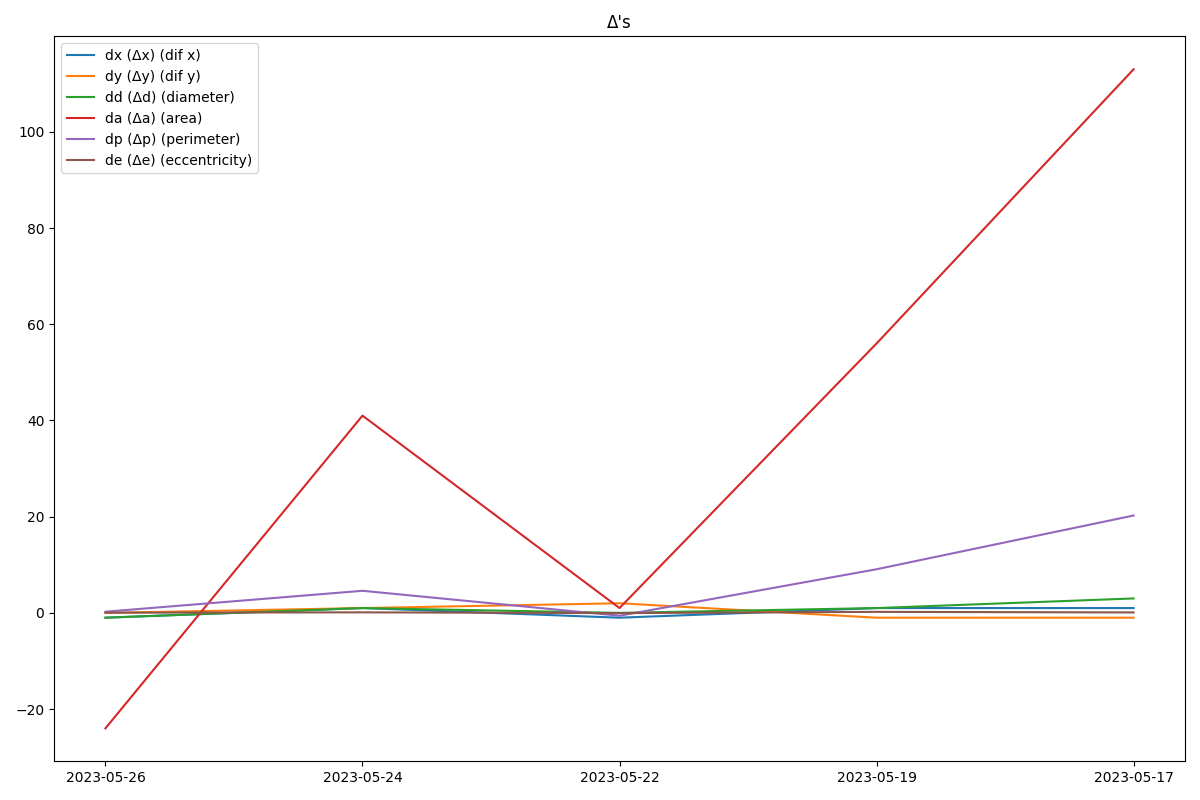 Δ's
dx (Δx) (dif x)
dy (Δy) (dif y)
dd (Δd) (diameter)
da (Δa) (area)
dp (Δp) (perimeter)
de (Δe) (eccentricity)
100
80
60
40
20
0
−20
2023-05-26 2023-05-24 2023-05-22 2023-05-19 2023-05-17